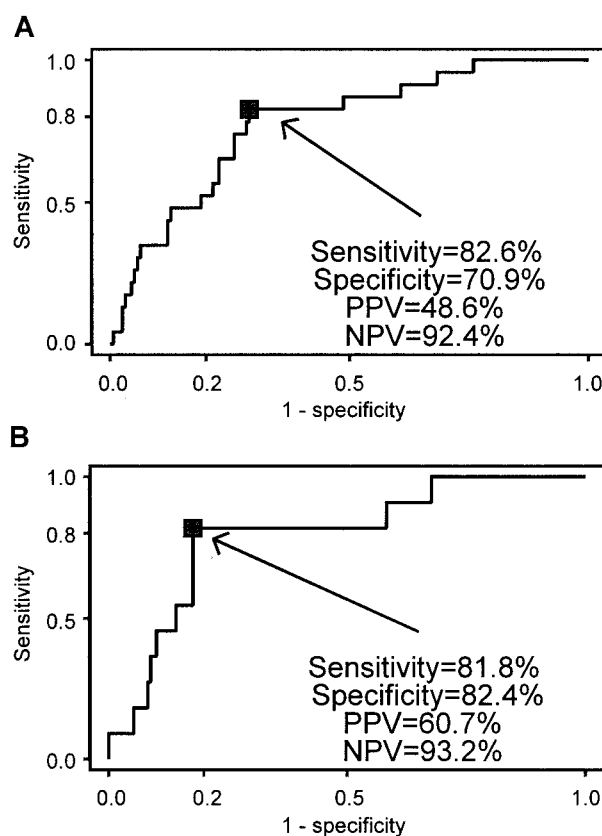 A
Sensitivity
1.0
0.8
0.5
0.0
Sensitivity=82.6%
Specificity=70.9%
PPV=48.6%
NPV=92.4%
0.0 0.2 0.5 1.0
1 - specificity
B
Sensitivity
1.0
0.8
0.5
0.0
Sensitivity=81.8%
Specificity=82.4%
PPV=60.7%
NPV=93.2%
0.0 0.2 0.5 1.0
1 - specificity